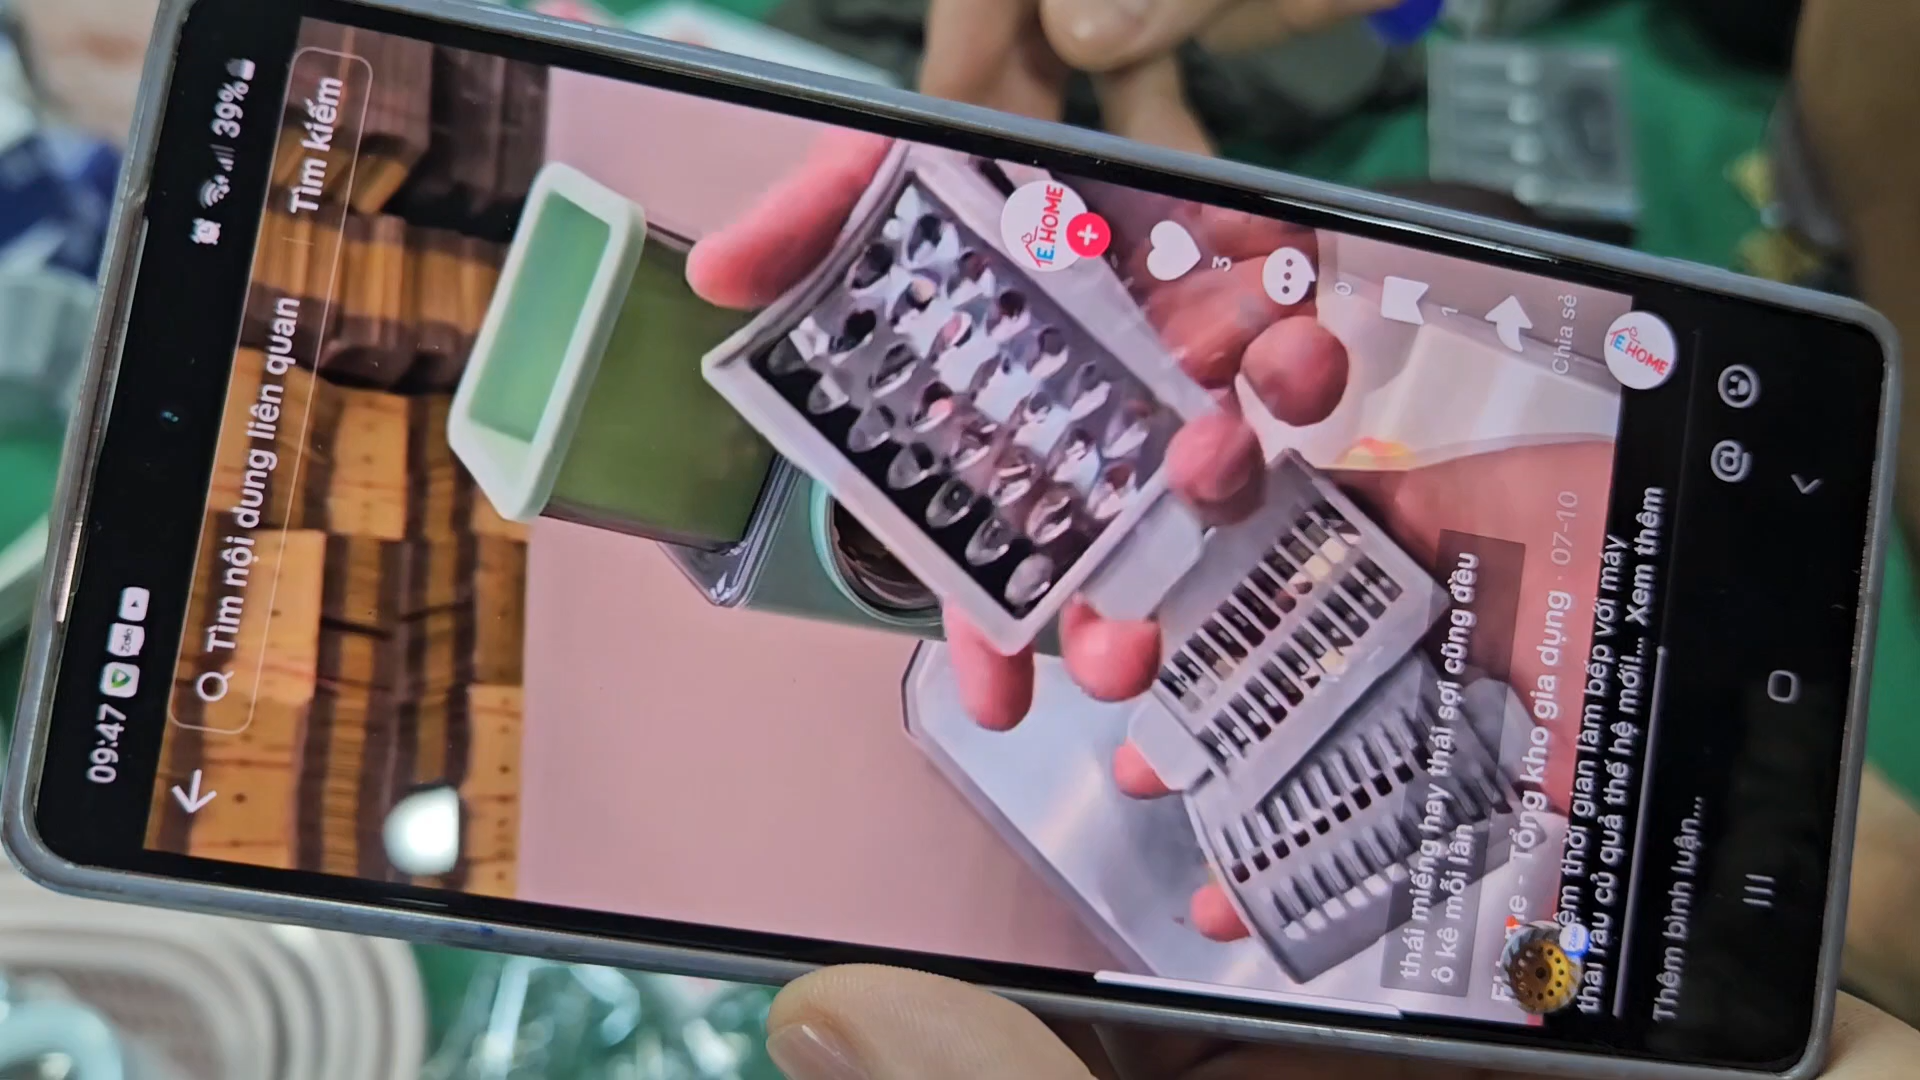 09:47
Zalo
39%
Tìm nội dung liên quan
Tìm kiếm
E.HOME
3
0
1
Chia sẻ
E.HOME
thái miếng hay thái sợi cũng đều
ô kê mỗi lần
- Tổng kho gia dụng · 07-10
thời gian làm bếp với máy
thái rau củ quả thế hệ mới!... Xem thêm
Zalo
Thêm bình luận...